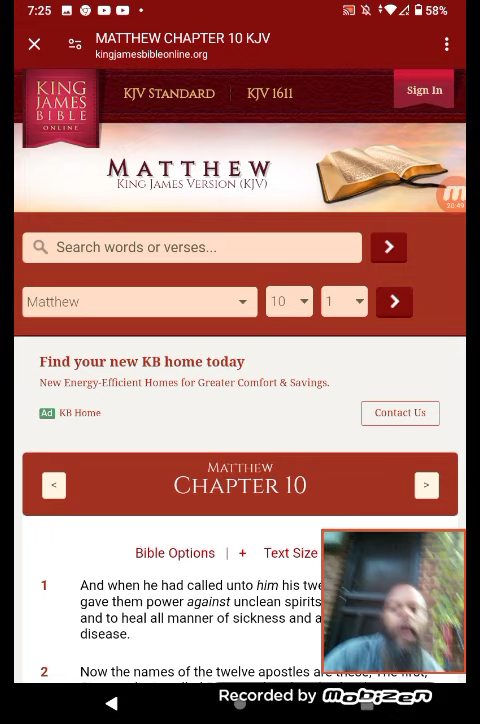 7:25
58%
MATTHEW CHAPTER 10 KJV
kingjamesbibleonline.org
KING JAMES BIBLE ONLINE
KJV STANDARD | KJV 1611
Sign In
MATTHEW
KING JAMES VERSION (KJV)
20:49
Search words or verses...
Matthew 10 1
Find your new KB home today
New Energy-Efficient Homes for Greater Comfort & Savings.
Ad KB Home
Contact Us
MATTHEW
< CHAPTER 10 >
Bible Options | + Text Size
1 And when he had called unto him his
gave them power against unclean spirits
and to heal all manner of sickness and
disease.
2 Now the names of the twelve apostles are these; The first,
Recorded by mobizen